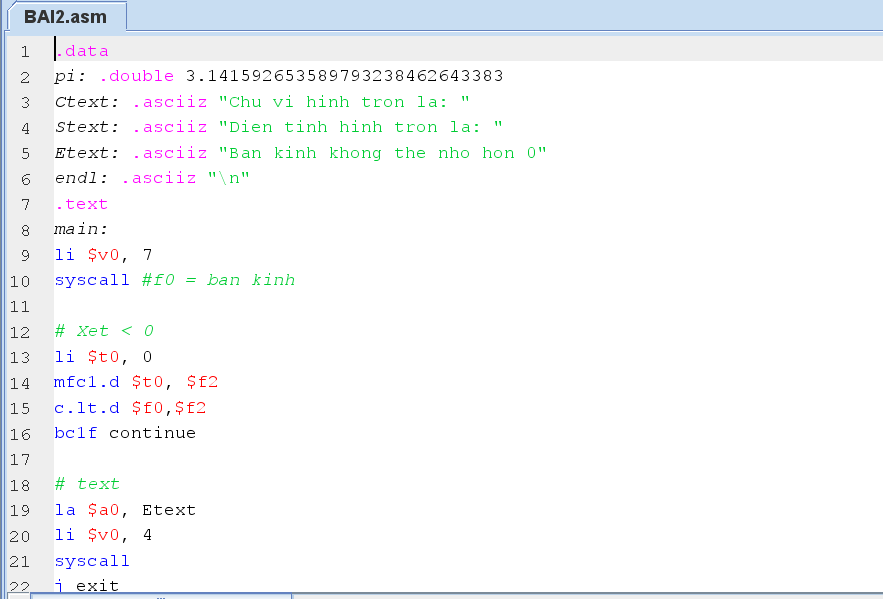 BAI2.asm
1 .data
2 pi: .double 3.141592653589793238462643383
3 Ctext: .asciiz "Chu vi hinh tron la: "
4 Stext: .asciiz "Dien tinh hinh tron la: "
5 Etext: .asciiz "Ban kinh khong the nho hon 0"
6 endl: .asciiz "\n"
7 .text
8 main:
9 li $v0, 7
10 syscall #f0 = ban kinh
11
12 # Xet < 0
13 li $t0, 0
14 mfc1.d $t0, $f2
15 c.lt.d $f0,$f2
16 bc1f continue
17
18 # text
19 la $a0, Etext
20 li $v0, 4
21 syscall
22 j exit